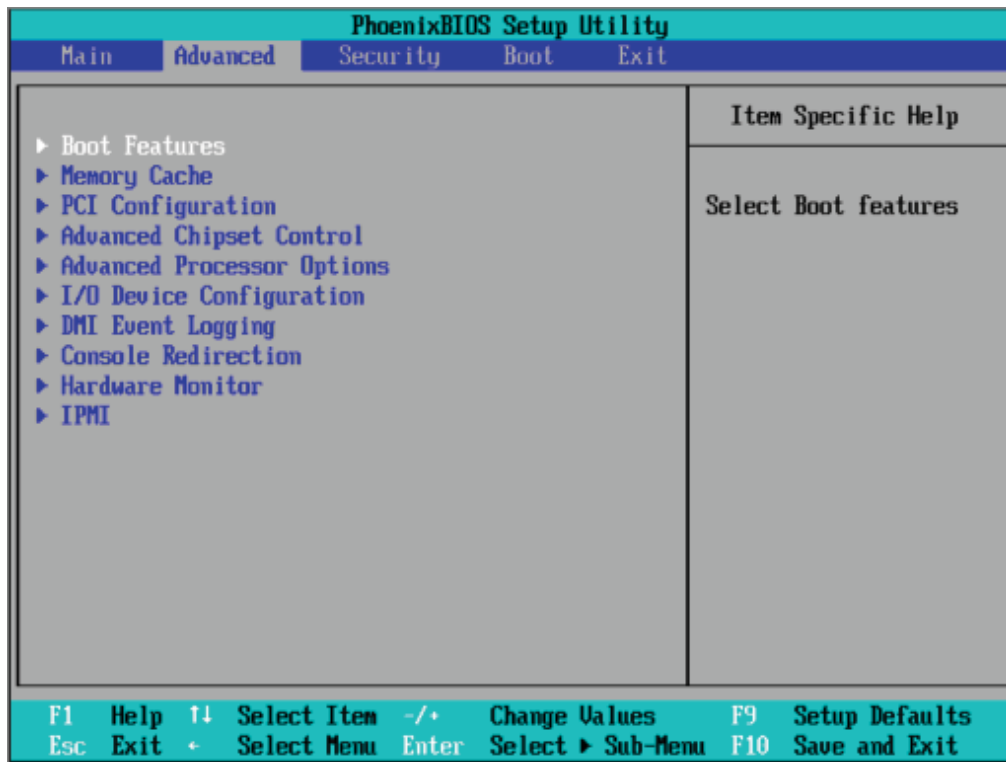 PhoenixBIOS Setup Utility
Main Advanced Security Boot Exit
Item Specific Help
▶ Boot Features
▶ Memory Cache
▶ PCI Configuration
Select Boot features
▶ Advanced Chipset Control
▶ Advanced Processor Options
▶ I/O Device Configuration
▶ DMI Event Logging
▶ Console Redirection
▶ Hardware Monitor
▶ IPMI
F1 Help ↑↓ Select Item -/+ Change Values F9 Setup Defaults
Esc Exit ← Select Menu Enter Select ▶ Sub-Menu F10 Save and Exit